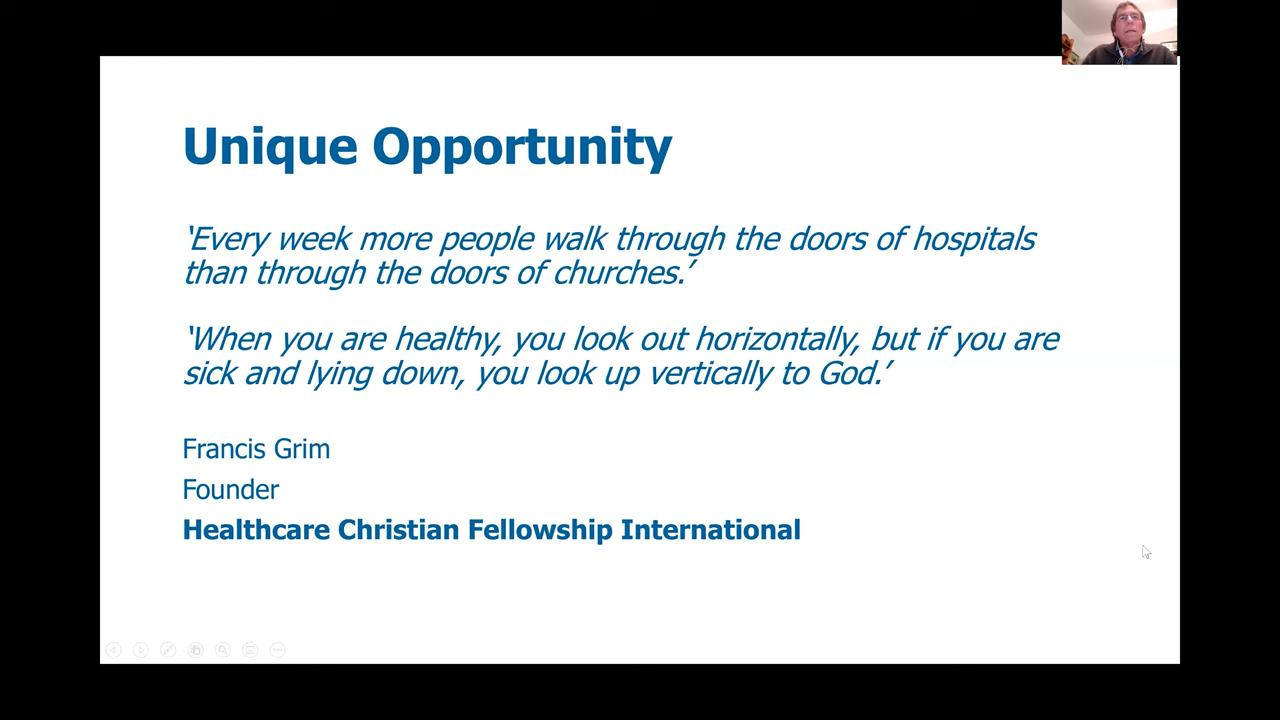 Unique Opportunity
‘Every week more people walk through the doors of hospitals
than through the doors of churches.’
‘When you are healthy, you look out horizontally, but if you are
sick and lying down, you look up vertically to God.’
Francis Grim
Founder
Healthcare Christian Fellowship International